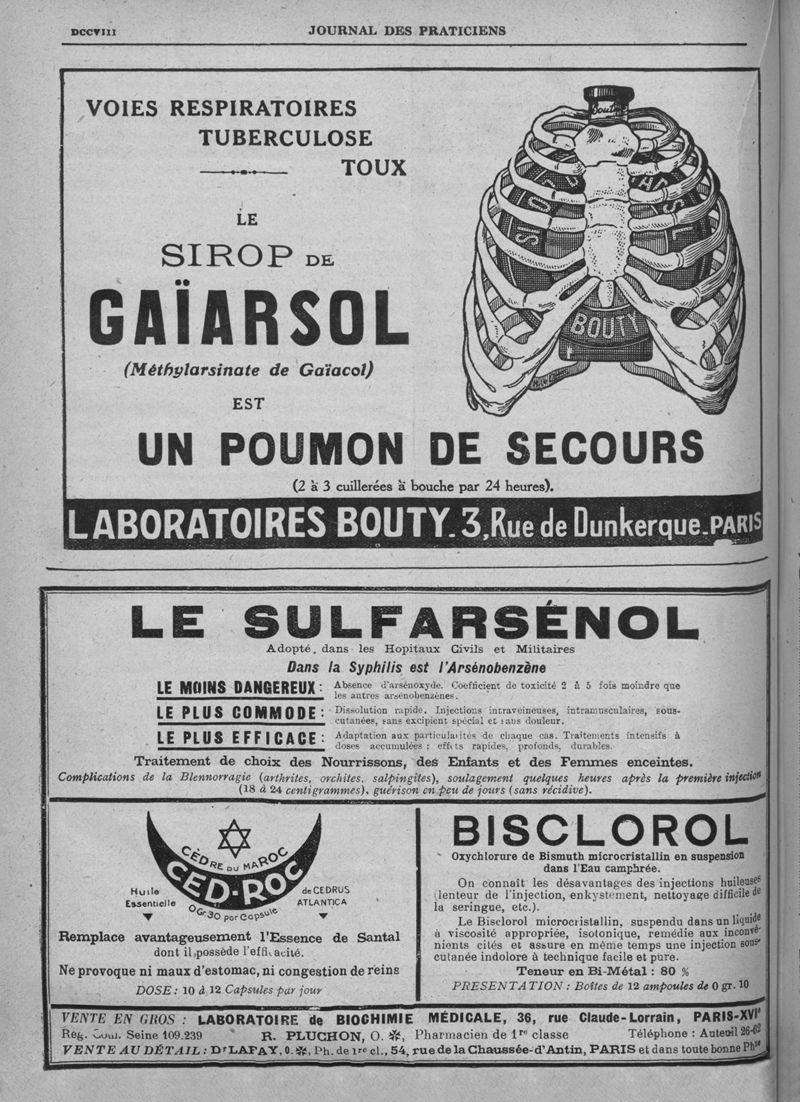 DCCVIII
JOURNAL DES PRATICIENS
VOIES RESPIRATOIRES
TUBERCULOSE
TOUX
LE
SIROP DE
GAÏARSOL
(Méthylarsinate de Gaïacol)
EST
UN POUMON DE SECOURS
(2 à 3 cuillerées à bouche par 24 heures).
BOUTY
LABORATOIRES BOUTY_3,Rue de Dunkerque_PARIS
LE SULFARSÉNOL
Adopté dans les Hopitaux Civils et Militaires
Dans la Syphilis est l'Arsénobenzène
LE MOINS DANGEREUX : Absence d'arsénoxyde. Coefficient de toxicité 2 à 5 fois moindre que
les autres arsénobenzènes.
LE PLUS COMMODE : Dissolution rapide. Injections intraveineuses, intramusculaires, sous-
cutanées, sans excipient spécial et sans douleur.
LE PLUS EFFICACE : Adaptation aux particularités de chaque cas. Traitements intensifs à
doses accumulées ; effets rapides, profonds, durables.
Traitement de choix des Nourrissons, des Enfants et des Femmes enceintes.
Complications de la Blennorragie (arthrites, orchites, salpingites), soulagement quelques heures après la première injection
(18 à 24 centigrammes), guérison en peu de jours (sans récidive).
CÈDRE DU MAROC
CED-ROC
Huile
Essentielle
de CEDRUS
ATLANTICA
0Gr.30 par Capsule
Remplace avantageusement l'Essence de Santal
dont il possède l'efficacité.
Ne provoque ni maux d'estomac, ni congestion de reins
DOSE : 10 à 12 Capsules par jour
BISCLOROL
Oxychlorure de Bismuth microcristallin en suspension
dans l'Eau camphrée.
On connaît les désavantages des injections huileuses
(lenteur de l'injection, enkystement, nettoyage difficile de
la seringue, etc.).
Le Bisclorol microcristallin, suspendu dans un liquide
à viscosité appropriée, isotonique, remédie aux inconvé-
nients cités et assure en même temps une injection sous-
cutanée indolore à technique facile et pure.
Teneur en Bi-Métal : 80 %
PRESENTATION : Boîtes de 12 ampoules de 0 gr. 10
VENTE EN GROS : LABORATOIRE de BIOCHIMIE MÉDICALE, 36, rue Claude-Lorrain, PARIS-XVIe
Reg. Com. Seine 109.239 R. PLUCHON, O. ✻, Pharmacien de 1re classe Téléphone : Auteuil 26-62
VENTE AU DÉTAIL : Dr LAFAY, O. ✻, Ph. de 1re cl., 54, rue de la Chaussée-d'Antin, PARIS et dans toute bonne Phie